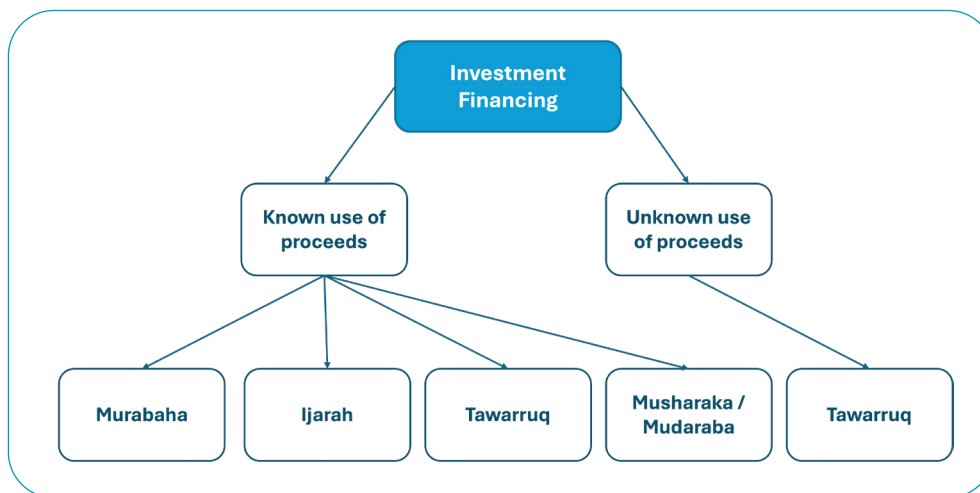 Investment
Financing
Known use of
proceeds
Unknown use
of proceeds
Murabaha
Ijarah
Tawarruq
Musharaka /
Mudaraba
Tawarruq